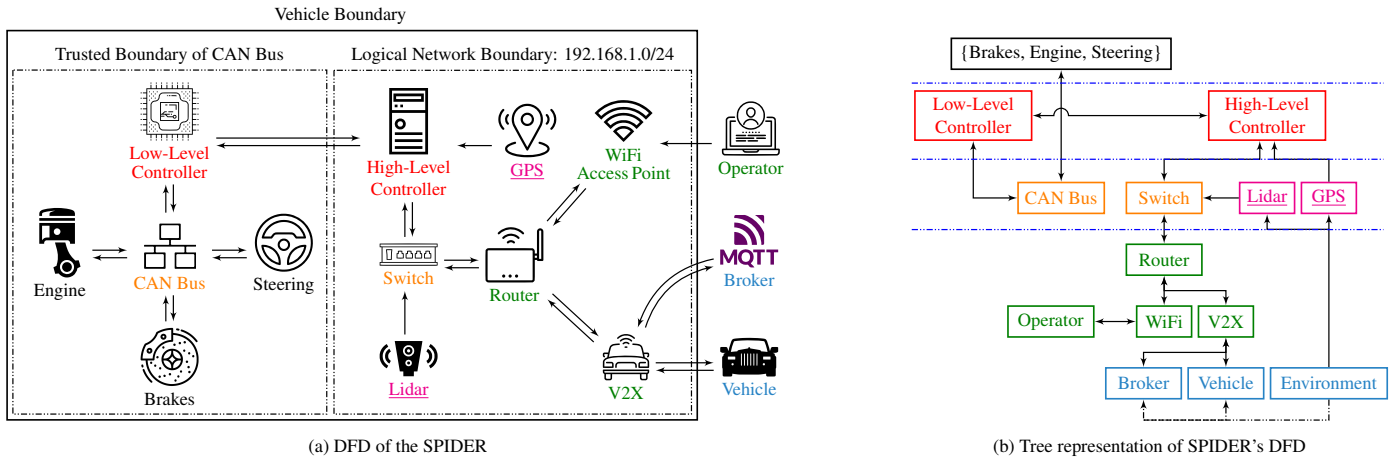 Vehicle Boundary
Trusted Boundary of CAN Bus
Logical Network Boundary: 192.168.1.0/24
Low-Level
Controller
High-Level
Controller
GPS
WiFi
Access Point
Operator
Engine
CAN Bus
Steering
Switch
Router
MQTT
Broker
Brakes
Lidar
V2X
Vehicle
(a) DFD of the SPIDER
{Brakes, Engine, Steering}
Low-Level
Controller
High-Level
Controller
CAN Bus
Switch
Lidar
GPS
Router
Operator
WiFi
V2X
Broker
Vehicle
Environment
(b) Tree representation of SPIDER's DFD